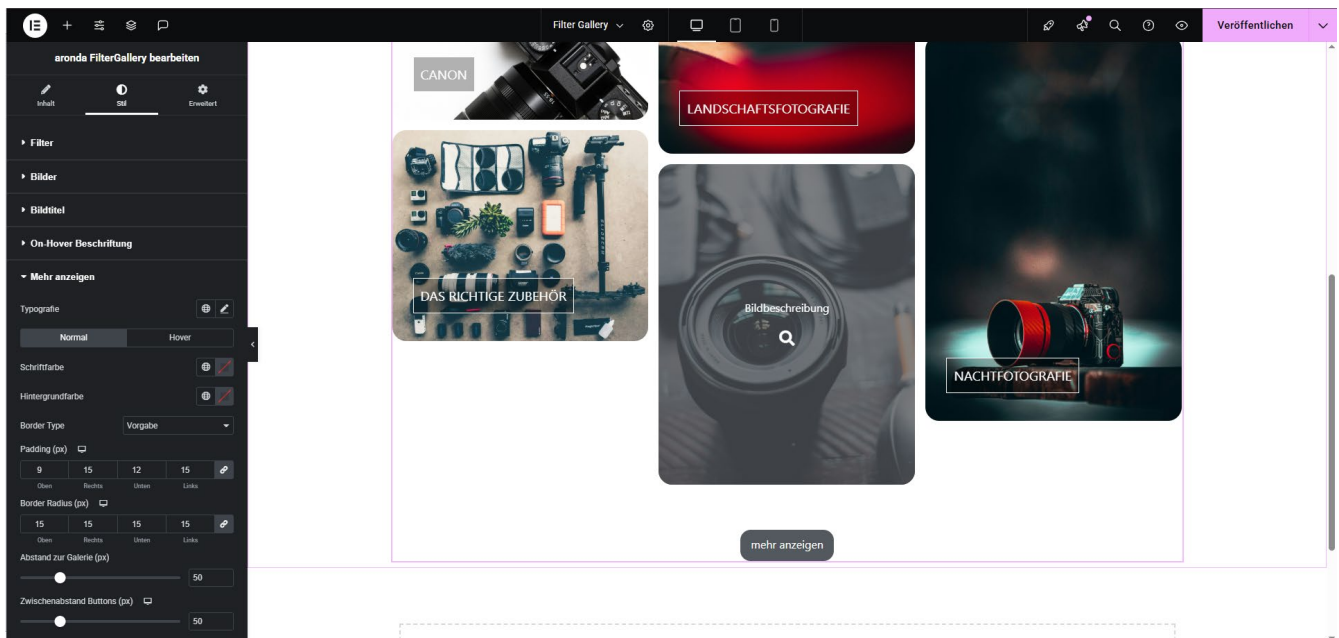 Filter Gallery
Veröffentlichen
aronda FilterGallery bearbeiten
Inhalt
Stil
Erweitert
Filter
Bilder
Bildtitel
On-Hover Beschriftung
Mehr anzeigen
Typografie
Normal
Hover
Schriftfarbe
Hintergrundfarbe
Border Type
Vorgabe
Padding (px)
9 15 12 15
Oben Rechts Unten Links
Border Radius (px)
15 15 15 15
Oben Rechts Unten Links
Abstand zur Galerie (px)
50
Zwischenabstand Buttons (px)
50
CANON
LANDSCHAFTSFOTOGRAFIE
DAS RICHTIGE ZUBEHÖR
Bildbeschreibung
NACHTFOTOGRAFIE
mehr anzeigen